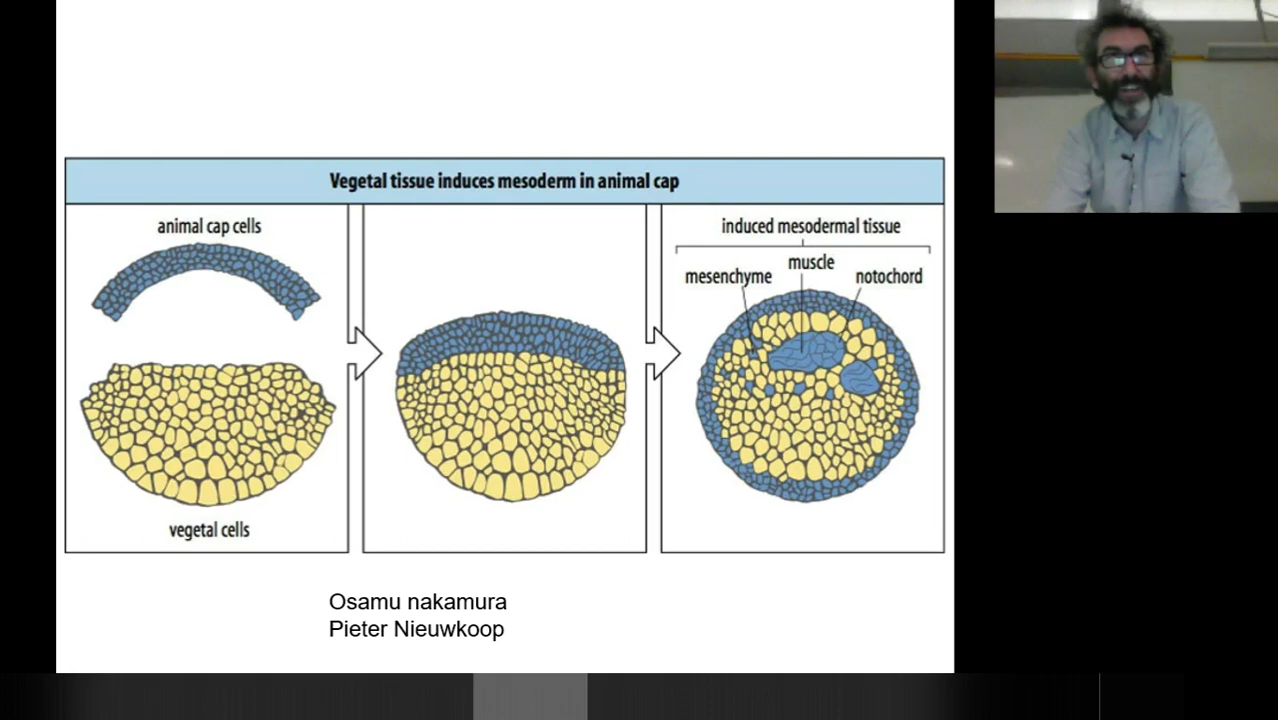 Vegetal tissue induces mesoderm in animal cap
animal cap cells
vegetal cells
induced mesodermal tissue
mesenchyme
muscle
notochord
Osamu nakamura
Pieter Nieuwkoop